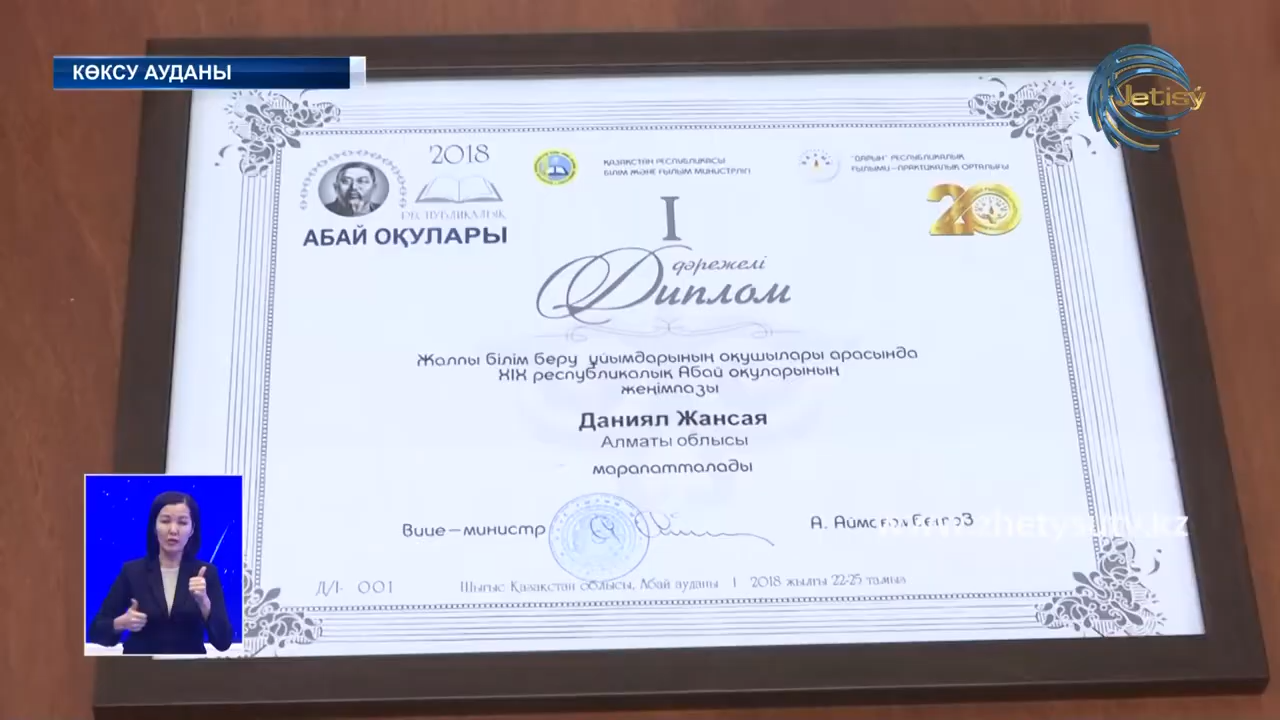 КӨКСУ АУДАНЫ
Jetisý
2018
РЕСПУБЛИКАЛЫҚ
АБАЙ ОҚУЛАРЫ
ҚАЗАҚСТАН РЕСПУБЛИКАСЫ
БІЛІМ ЖӘНЕ ҒЫЛЫМ МИНИСТРЛІГІ
"ДАРЫН" РЕСПУБЛИКАЛЫҚ
ҒЫЛЫМИ-ПРАКТИКАЛЫҚ ОРТАЛЫҒЫ
20
I
дәрежелі
Диплом
Жалпы білім беру ұйымдарының оқушылары арасында
XIX республикалық Абай оқуларының
жеңімпазы
Даниял Жансая
Алматы облысы
марапатталады
Вице-министр
А.
zhetysutv.kz
Д/І- 001
Шығыс Қазақстан облысы, Абай ауданы I 2018 жылғы 22-25 тамыз